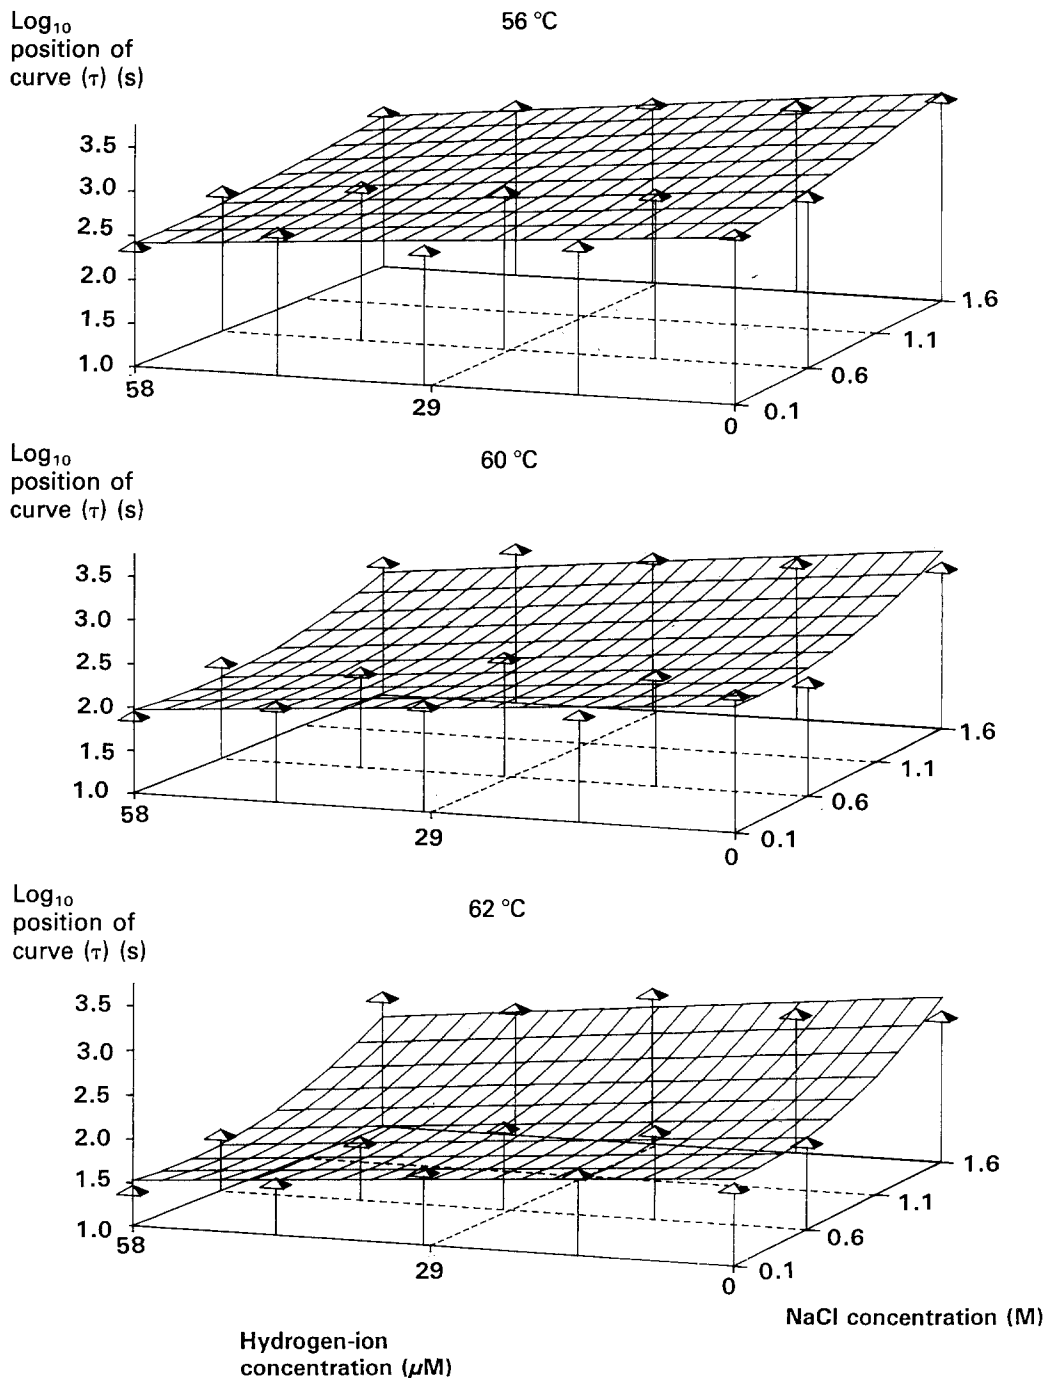 Log₁₀
position of
curve (τ) (s)
56 °C
3.5
3.0
2.5
2.0
1.5
1.0
58
29
0
0.1
0.6
1.1
1.6
Log₁₀
position of
curve (τ) (s)
60 °C
3.5
3.0
2.5
2.0
1.5
1.0
58
29
0
0.1
0.6
1.1
1.6
Log₁₀
position of
curve (τ) (s)
62 °C
3.5
3.0
2.5
2.0
1.5
1.0
58
29
0
0.1
0.6
1.1
1.6
NaCl concentration (M)
Hydrogen-ion
concentration (μM)